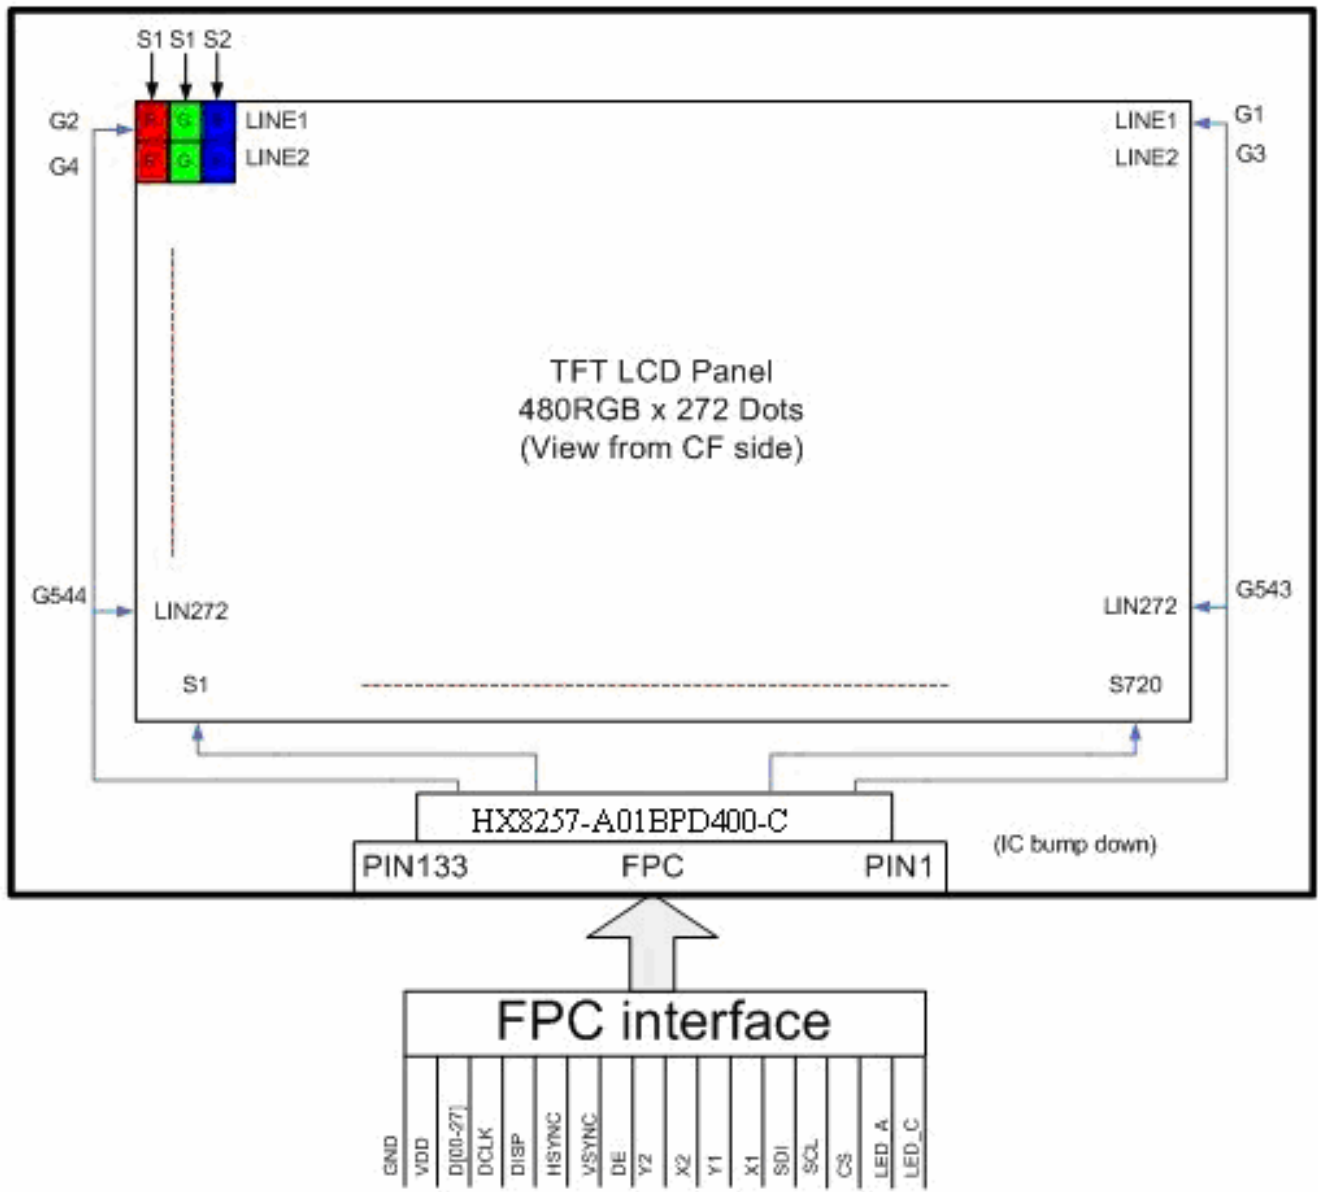 S1 S1 S2
G2 LINE1 LINE1 G1
G4 LINE2 LINE2 G3
R G
R G
TFT LCD Panel
480RGB x 272 Dots
(View from CF side)
G544 LIN272 LIN272 G543
S1 S720
HX8257-A01BPD400-C
(IC bump down)
PIN133 FPC PIN1
FPC interface
GND
VDD
D[00-27]
DCLK
DISP
HSYNC
VSYNC
DE
Y2
X2
Y1
X1
SDI
SCL
CS
LED_A
LED_C